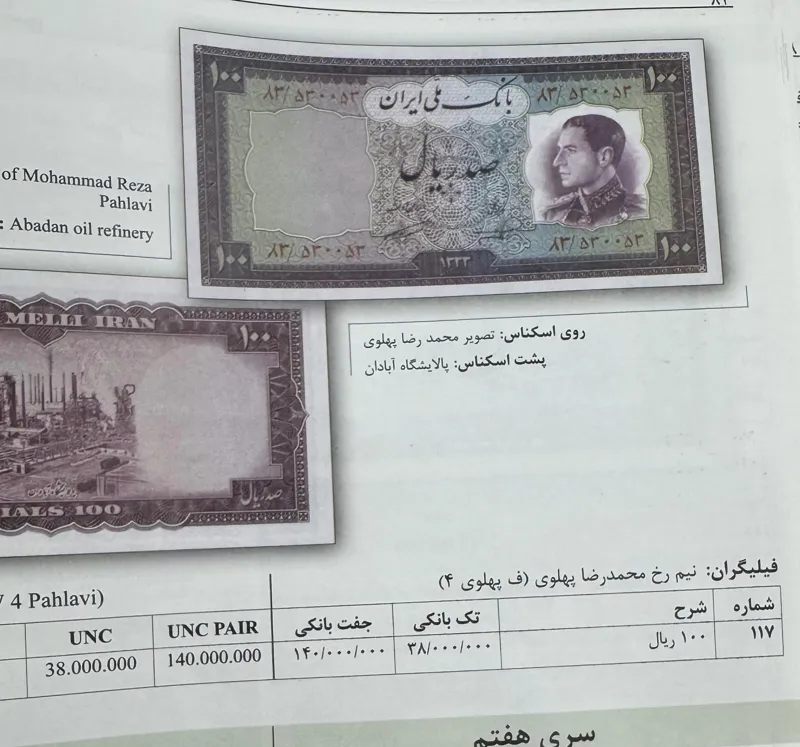 ۸۲
۱۰۰
۱۰۰
۸۳/۵۳۰۰۵۳
بانک ملی ایران
۸۳/۵۳۰۰۵۳
صد ریال
۸۳/۵۳۰۰۵۳
۸۳/۵۳۰۰۵۳
۱۰۰
۱۳۳۳
۱۰۰
of Mohammad Reza
Pahlavi
: Abadan oil refinery
MELLI IRAN
۱۰۰
صد ریال
IALS 100
روی اسکناس: تصویر محمد رضا پهلوی
پشت اسکناس: پالایشگاه آبادان
فیلیگران: نیم رخ محمدرضا پهلوی (ف پهلوی ۴)
4 Pahlavi)
UNC
UNC PAIR
جفت بانکی
تک بانکی
شرح
شماره
38.000.000
140.000.000
۱۴۰/۰۰۰/۰۰۰
۳۸/۰۰۰/۰۰۰
۱۰۰ ریال
۱۱۷
سری هفتم